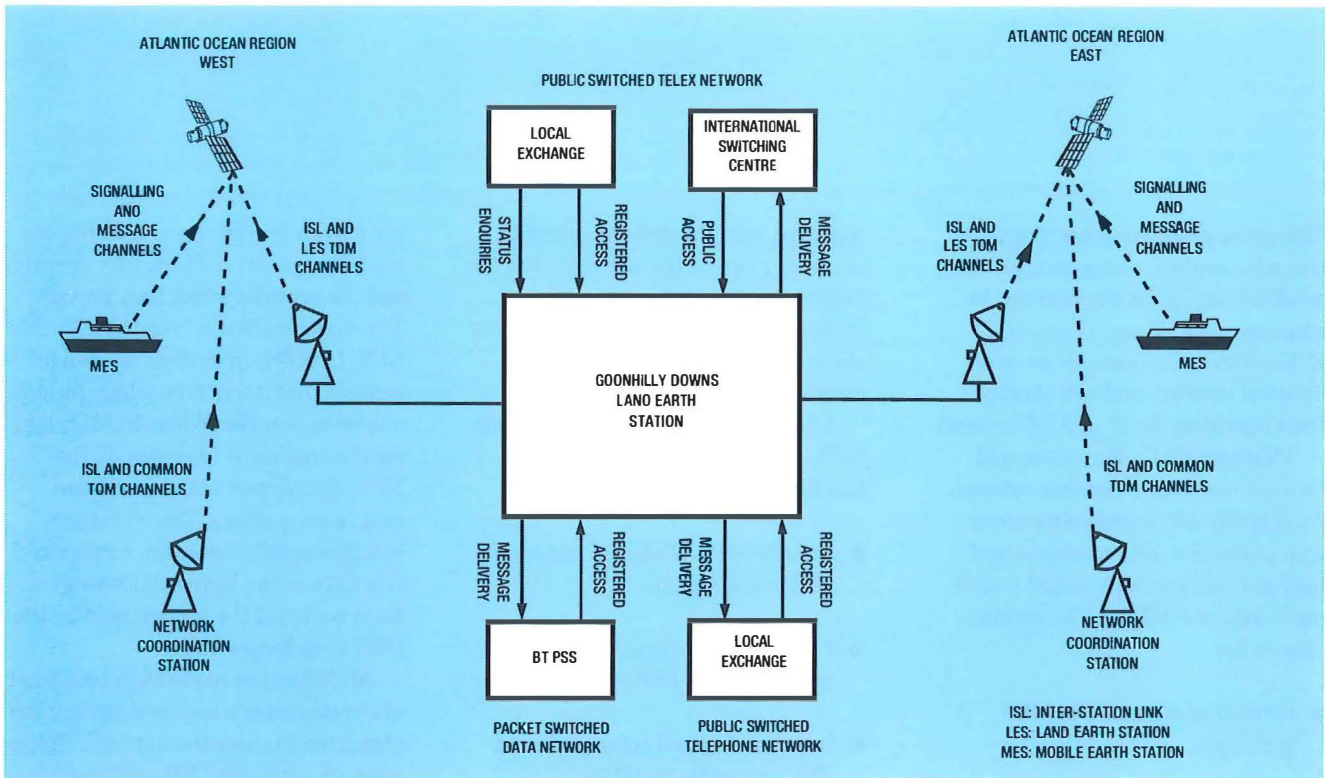 ATLANTIC OCEAN REGION
WEST
PUBLIC SWITCHED TELEX NETWORK
ATLANTIC OCEAN REGION
EAST
LOCAL
EXCHANGE
INTERNATIONAL
SWITCHING
CENTRE
SIGNALLING
AND
MESSAGE
CHANNELS
ISL AND
LES TDM
CHANNELS
STATUS
ENQUIRIES
REGISTERED
ACCESS
PUBLIC
ACCESS
MESSAGE
DELIVERY
ISL AND
LES TDM
CHANNELS
SIGNALLING
AND
MESSAGE
CHANNELS
MES
GOONHILLY DOWNS
LAND EARTH
STATION
MES
ISL AND COMMON
TDM CHANNELS
ISL AND COMMON
TDM CHANNELS
MESSAGE
DELIVERY
REGISTERED
ACCESS
MESSAGE
DELIVERY
REGISTERED
ACCESS
NETWORK
COORDINATION
STATION
BT PSS
LOCAL
EXCHANGE
NETWORK
COORDINATION
STATION
PACKET SWITCHED
DATA NETWORK
PUBLIC SWITCHED
TELEPHONE NETWORK
ISL: INTER-STATION LINK
LES: LAND EARTH STATION
MES: MOBILE EARTH STATION